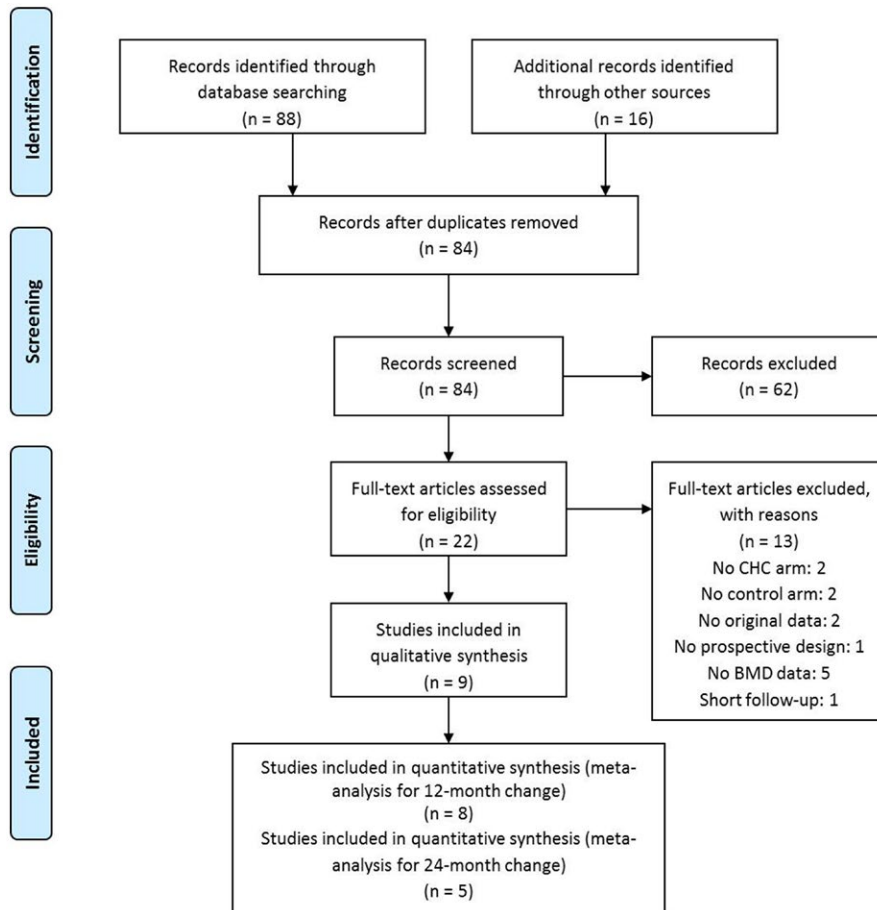 Identification
Records identified through
database searching
(n = 88)
Additional records identified
through other sources
(n = 16)
Records after duplicates removed
(n = 84)
Screening
Records screened
(n = 84)
Records excluded
(n = 62)
Eligibility
Full-text articles assessed
for eligibility
(n = 22)
Full-text articles excluded,
with reasons
(n = 13)
No CHC arm: 2
No control arm: 2
No original data: 2
No prospective design: 1
No BMD data: 5
Short follow-up: 1
Studies included in
qualitative synthesis
(n = 9)
Included
Studies included in quantitative synthesis (meta-
analysis for 12-month change)
(n = 8)
Studies included in quantitative synthesis (meta-
analysis for 24-month change)
(n = 5)